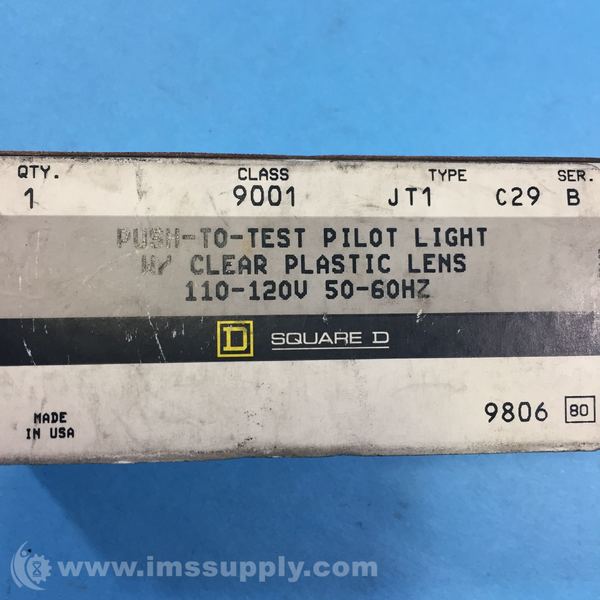 QTY. CLASS TYPE SER.
1 9001 JT1 C29 B
PUSH-TO-TEST PILOT LIGHT
W/ CLEAR PLASTIC LENS
110-120V 50-60HZ
D SQUARE D
MADE
IN USA
9806 80
www.imssupply.com